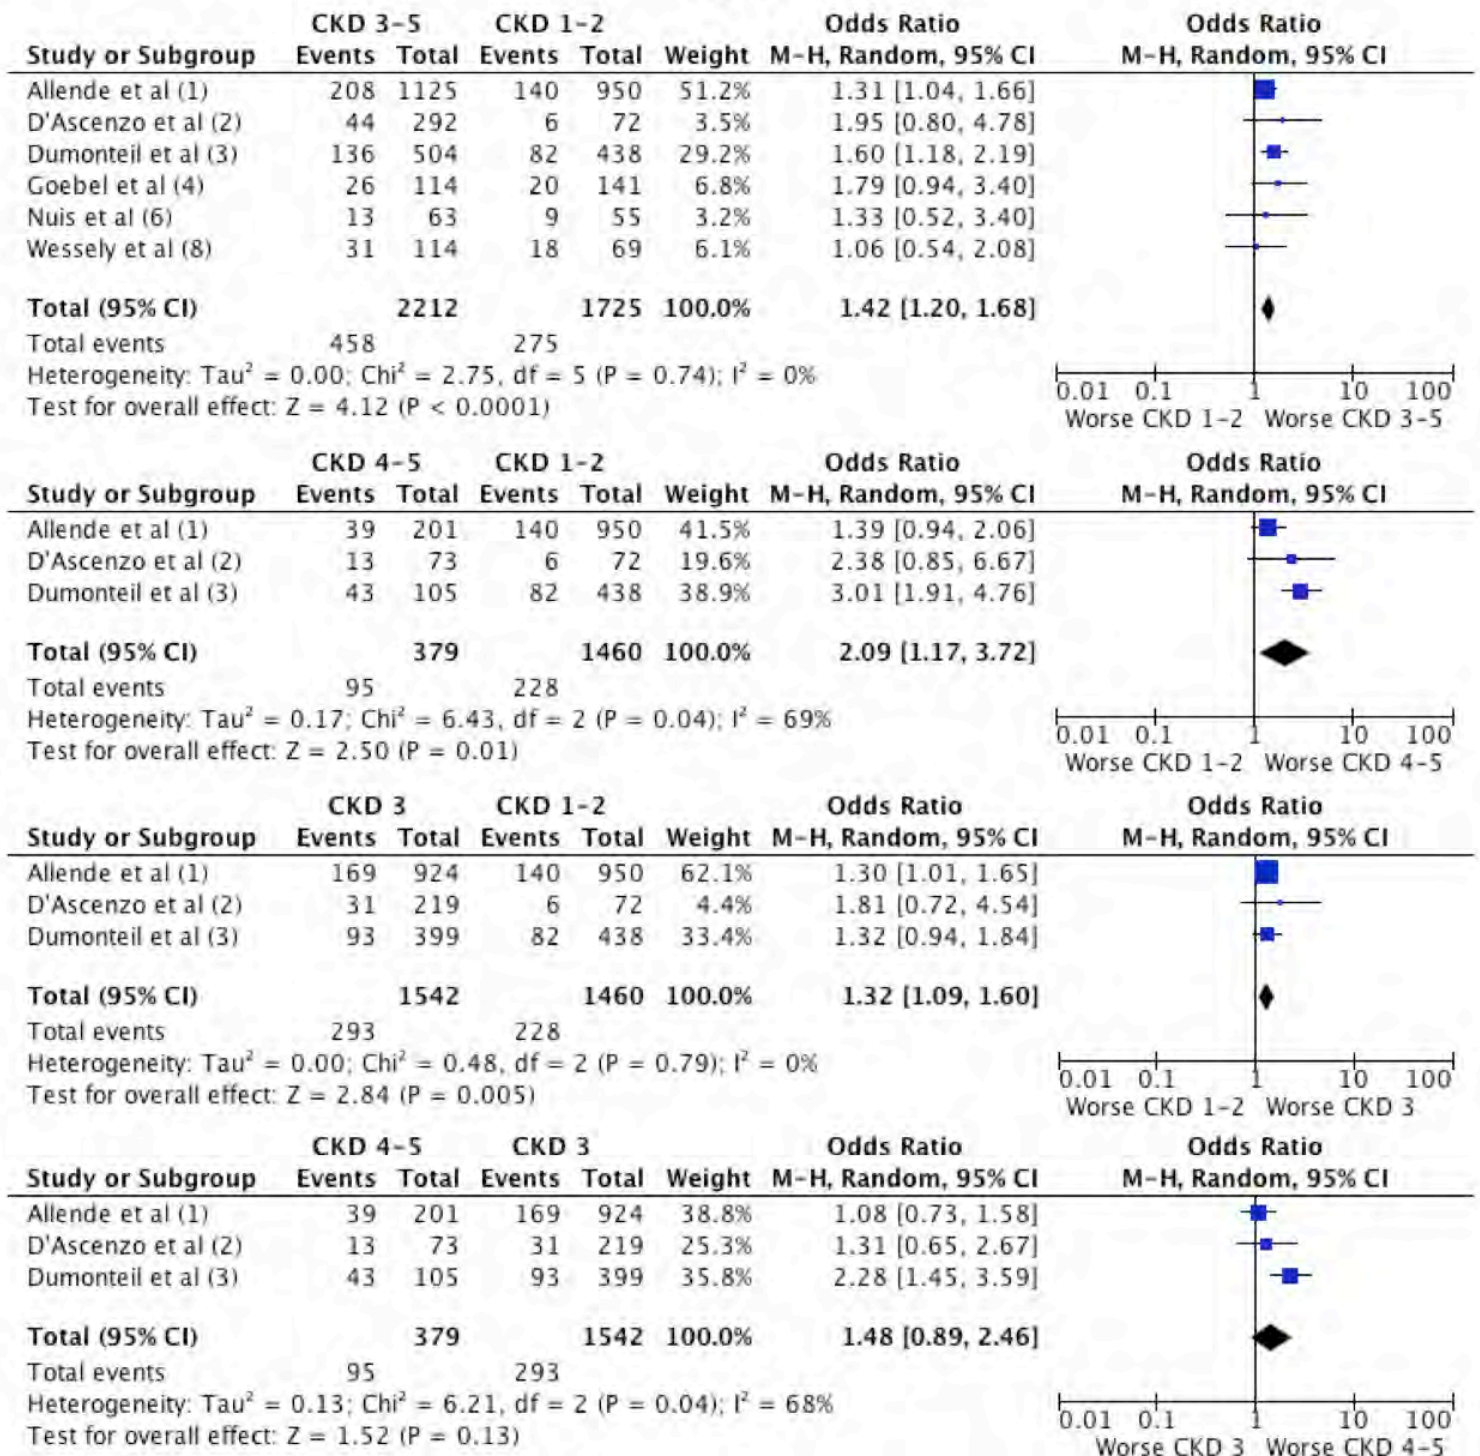 CKD 3-5 CKD 1-2 Odds Ratio Odds Ratio
Study or Subgroup Events Total Events Total Weight M-H, Random, 95% CI M-H, Random, 95% CI
Allende et al (1) 208 1125 140 950 51.2% 1.31 [1.04, 1.66]
D'Ascenzo et al (2) 44 292 6 72 3.5% 1.95 [0.80, 4.78]
Dumonteil et al (3) 136 504 82 438 29.2% 1.60 [1.18, 2.19]
Goebel et al (4) 26 114 20 141 6.8% 1.79 [0.94, 3.40]
Nuis et al (6) 13 63 9 55 3.2% 1.33 [0.52, 3.40]
Wessely et al (8) 31 114 18 69 6.1% 1.06 [0.54, 2.08]
Total (95% CI) 2212 1725 100.0% 1.42 [1.20, 1.68]
Total events 458 275
Heterogeneity: Tau² = 0.00; Chi² = 2.75, df = 5 (P = 0.74); I² = 0%
Test for overall effect: Z = 4.12 (P < 0.0001)
0.01 0.1 1 10 100
Worse CKD 1-2 Worse CKD 3-5
CKD 4-5 CKD 1-2 Odds Ratio Odds Ratio
Study or Subgroup Events Total Events Total Weight M-H, Random, 95% CI M-H, Random, 95% CI
Allende et al (1) 39 201 140 950 41.5% 1.39 [0.94, 2.06]
D'Ascenzo et al (2) 13 73 6 72 19.6% 2.38 [0.85, 6.67]
Dumonteil et al (3) 43 105 82 438 38.9% 3.01 [1.91, 4.76]
Total (95% CI) 379 1460 100.0% 2.09 [1.17, 3.72]
Total events 95 228
Heterogeneity: Tau² = 0.17; Chi² = 6.43, df = 2 (P = 0.04); I² = 69%
Test for overall effect: Z = 2.50 (P = 0.01)
0.01 0.1 1 10 100
Worse CKD 1-2 Worse CKD 4-5
CKD 3 CKD 1-2 Odds Ratio Odds Ratio
Study or Subgroup Events Total Events Total Weight M-H, Random, 95% CI M-H, Random, 95% CI
Allende et al (1) 169 924 140 950 62.1% 1.30 [1.01, 1.65]
D'Ascenzo et al (2) 31 219 6 72 4.4% 1.81 [0.72, 4.54]
Dumonteil et al (3) 93 399 82 438 33.4% 1.32 [0.94, 1.84]
Total (95% CI) 1542 1460 100.0% 1.32 [1.09, 1.60]
Total events 293 228
Heterogeneity: Tau² = 0.00; Chi² = 0.48, df = 2 (P = 0.79); I² = 0%
Test for overall effect: Z = 2.84 (P = 0.005)
0.01 0.1 1 10 100
Worse CKD 1-2 Worse CKD 3
CKD 4-5 CKD 3 Odds Ratio Odds Ratio
Study or Subgroup Events Total Events Total Weight M-H, Random, 95% CI M-H, Random, 95% CI
Allende et al (1) 39 201 169 924 38.8% 1.08 [0.73, 1.58]
D'Ascenzo et al (2) 13 73 31 219 25.3% 1.31 [0.65, 2.67]
Dumonteil et al (3) 43 105 93 399 35.8% 2.28 [1.45, 3.59]
Total (95% CI) 379 1542 100.0% 1.48 [0.89, 2.46]
Total events 95 293
Heterogeneity: Tau² = 0.13; Chi² = 6.21, df = 2 (P = 0.04); I² = 68%
Test for overall effect: Z = 1.52 (P = 0.13)
0.01 0.1 1 10 100
Worse CKD 3 Worse CKD 4-5